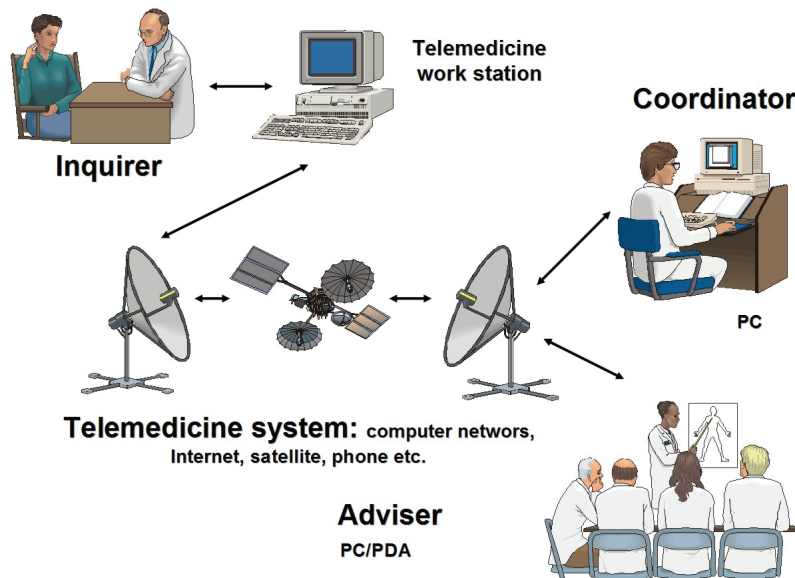 Telemedicine
work station
Coordinator
Inquirer
PC
Telemedicine system: computer networs,
Internet, satellite, phone etc.
Adviser
PC/PDA